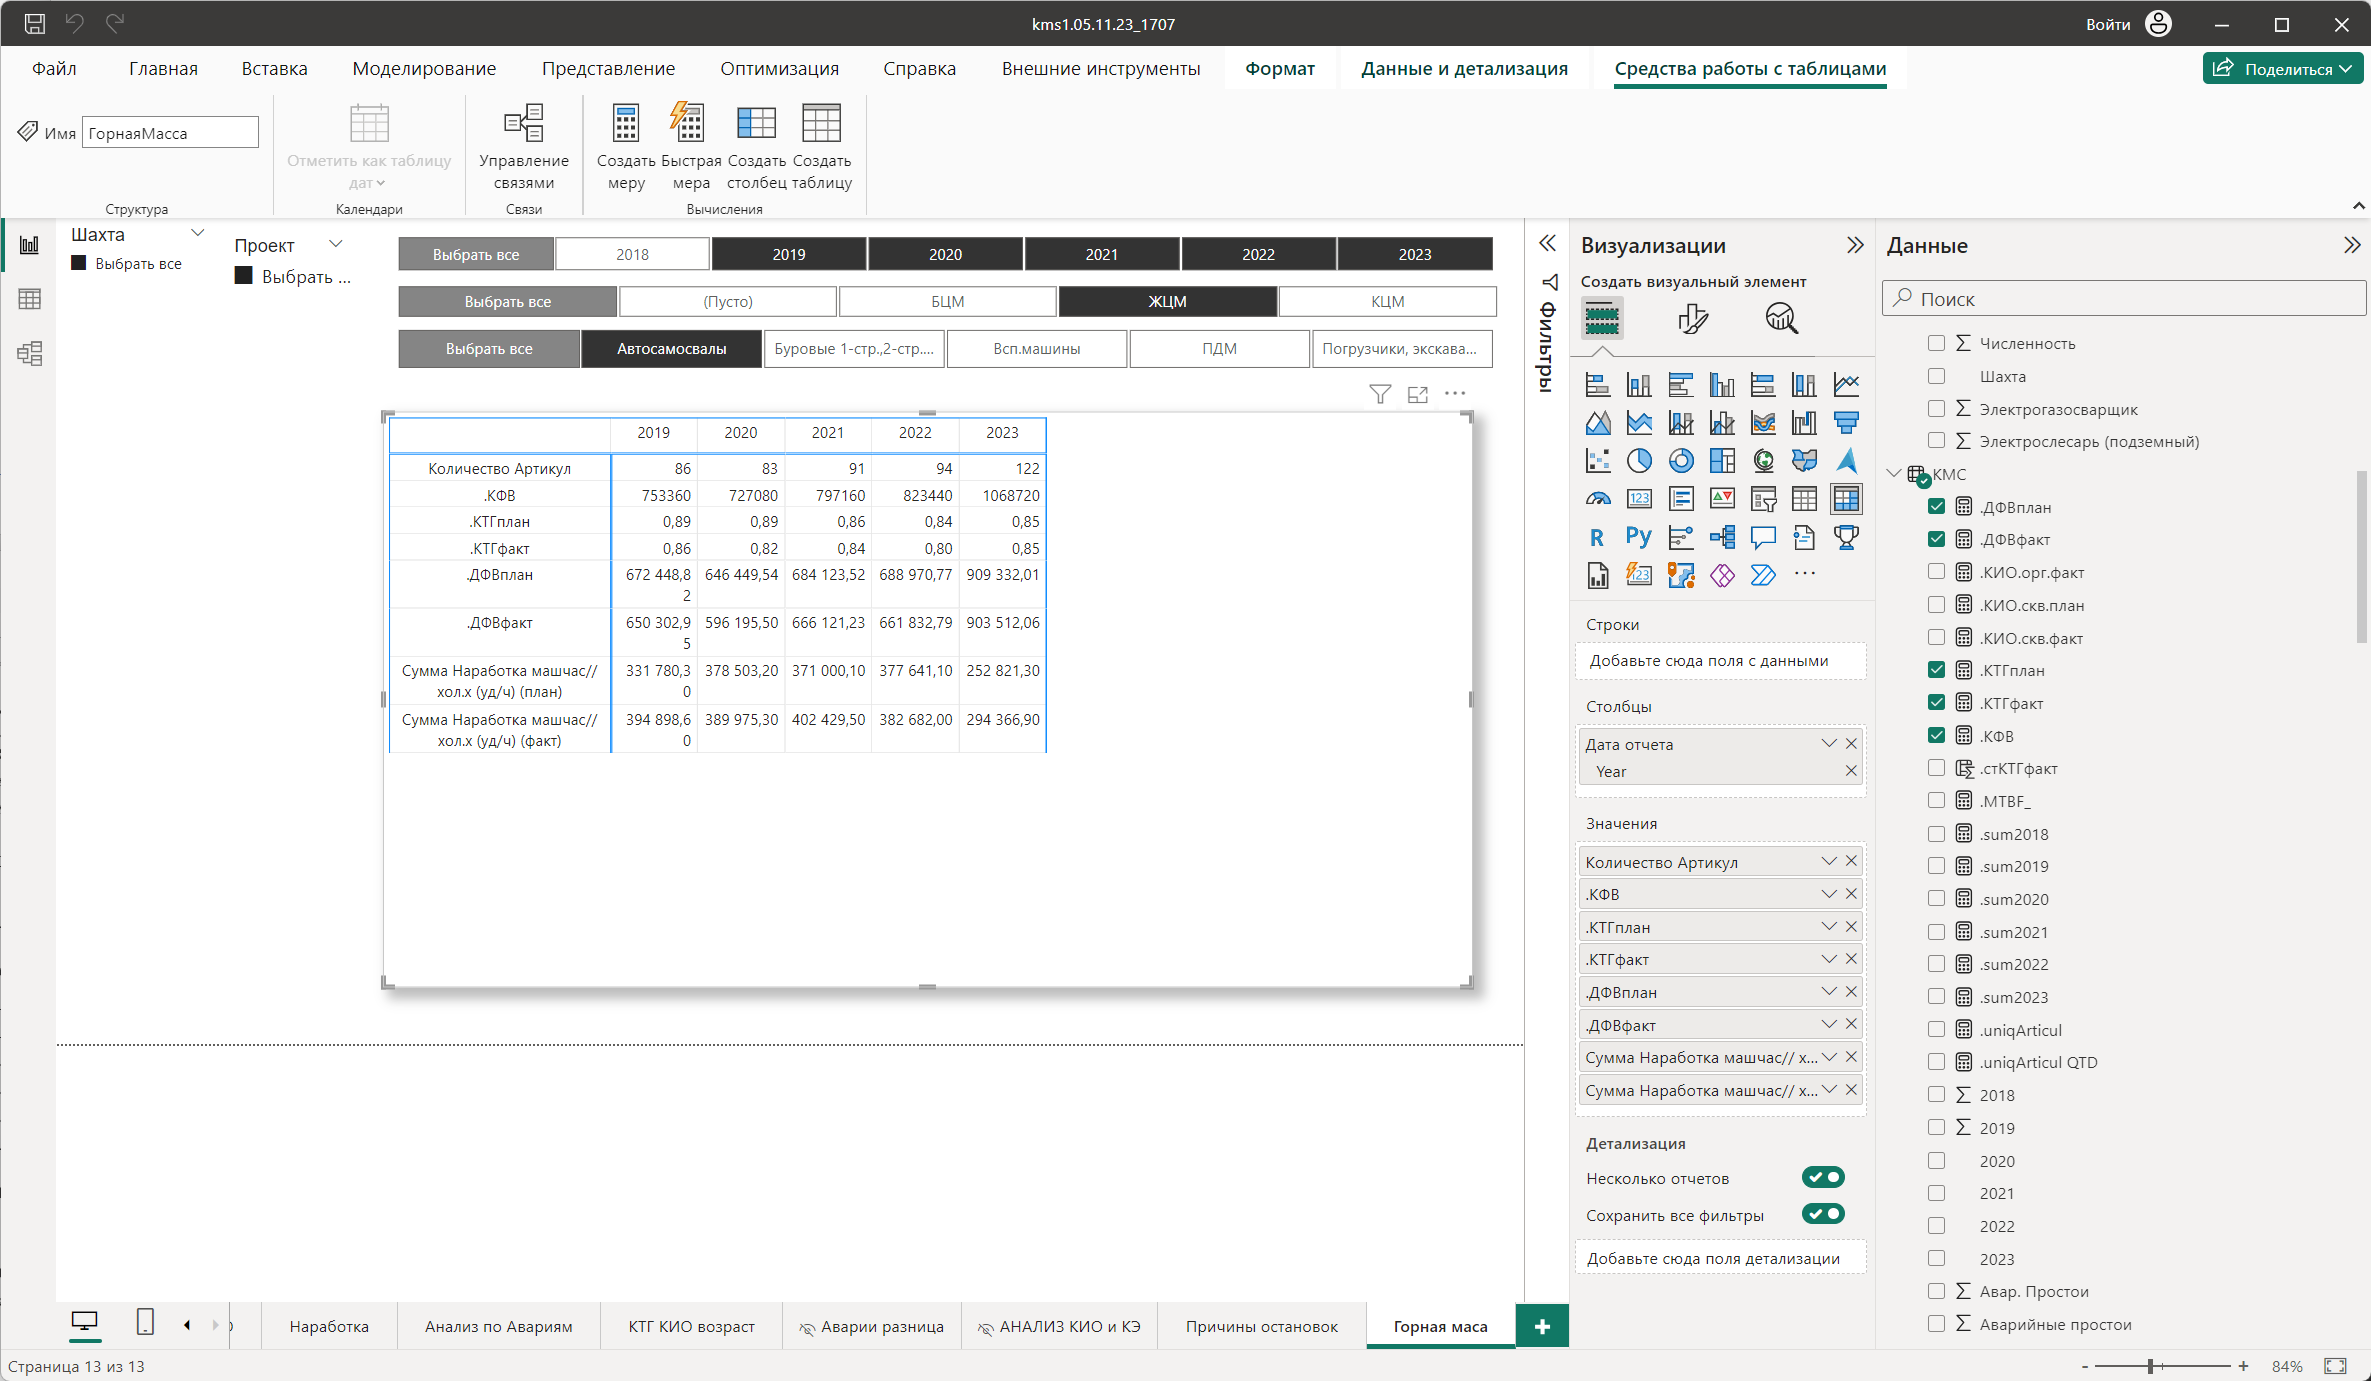 kms1.05.11.23_1707
Войти
Файл
Главная
Вставка
Моделирование
Представление
Оптимизация
Справка
Внешние инструменты
Формат
Данные и детализация
Средства работы с таблицами
Поделиться
Имя
ГорнаяМасса
Отметить как таблицу
дат
Управление
связями
Создать
меру
Быстрая
мера
Создать
столбец
Создать
таблицу
Структура
Календари
Связи
Вычисления
Шахта
Выбрать все
Проект
Выбрать ...
Выбрать все
2018
2019
2020
2021
2022
2023
Выбрать все
(Пусто)
БЦМ
ЖЦМ
КЦМ
Выбрать все
Автосамосвалы
Буровые 1-стр.,2-стр....
Всп.машины
ПДМ
Погрузчики, экскава...
2019 2020 2021 2022 2023
Количество Артикул 86 83 91 94 122
.КФВ 753360 727080 797160 823440 1068720
.КТГплан 0,89 0,89 0,86 0,84 0,85
.КТГфакт 0,86 0,82 0,84 0,80 0,85
.ДФВплан 672 448,8 646 449,54 684 123,52 688 970,77 909 332,01
2
.ДФВфакт 650 302,9 596 195,50 666 121,23 661 832,79 903 512,06
5
Сумма Наработка машчас// 331 780,3 378 503,20 371 000,10 377 641,10 252 821,30
хол.х (уд/ч) (план) 0
Сумма Наработка машчас// 394 898,6 389 975,30 402 429,50 382 682,00 294 366,90
хол.х (уд/ч) (факт) 0
Фильтры
Визуализации
Создать визуальный элемент
R
Py
123
123
Строки
Добавьте сюда поля с данными
Столбцы
Дата отчета
Year
Значения
Количество Артикул
.КФВ
.КТГплан
.КТГфакт
.ДФВплан
.ДФВфакт
Сумма Наработка машчас// х...
Сумма Наработка машчас// х...
Детализация
Несколько отчетов
Сохранить все фильтры
Добавьте сюда поля детализации
Данные
Поиск
Численность
Шахта
Электрогазосварщик
Электрослесарь (подземный)
КМС
.ДФВплан
.ДФВфакт
.КИО.орг.факт
.КИО.скв.план
.КИО.скв.факт
.КТГплан
.КТГфакт
.КФВ
.стКТГфакт
.MTBF_
.sum2018
.sum2019
.sum2020
.sum2021
.sum2022
.sum2023
.uniqArticul
.uniqArticul QTD
2018
2019
2020
2021
2022
2023
Авар. Простои
Аварийные простои
Наработка
Анализ по Авариям
КТГ КИО возраст
Аварии разница
АНАЛИЗ КИО и КЭ
Причины остановок
Горная маса
+
Страница 13 из 13
- + 84%